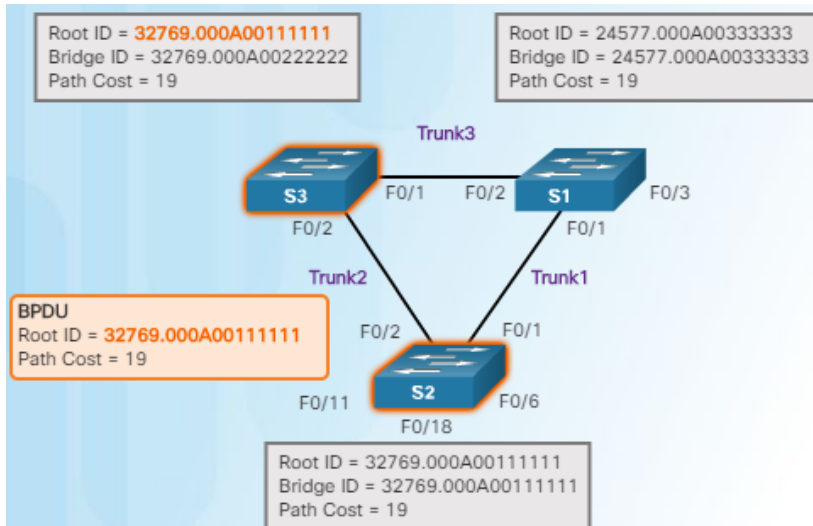 Root ID = 32769.000A00111111
Bridge ID = 32769.000A00222222
Path Cost = 19
Root ID = 24577.000A00333333
Bridge ID = 24577.000A00333333
Path Cost = 19
Trunk3
S3
F0/1
F0/2
S1
F0/3
F0/2
F0/1
Trunk2
Trunk1
BPDU
Root ID = 32769.000A00111111
Path Cost = 19
F0/2
F0/1
S2
F0/11
F0/6
F0/18
Root ID = 32769.000A00111111
Bridge ID = 32769.000A00111111
Path Cost = 19